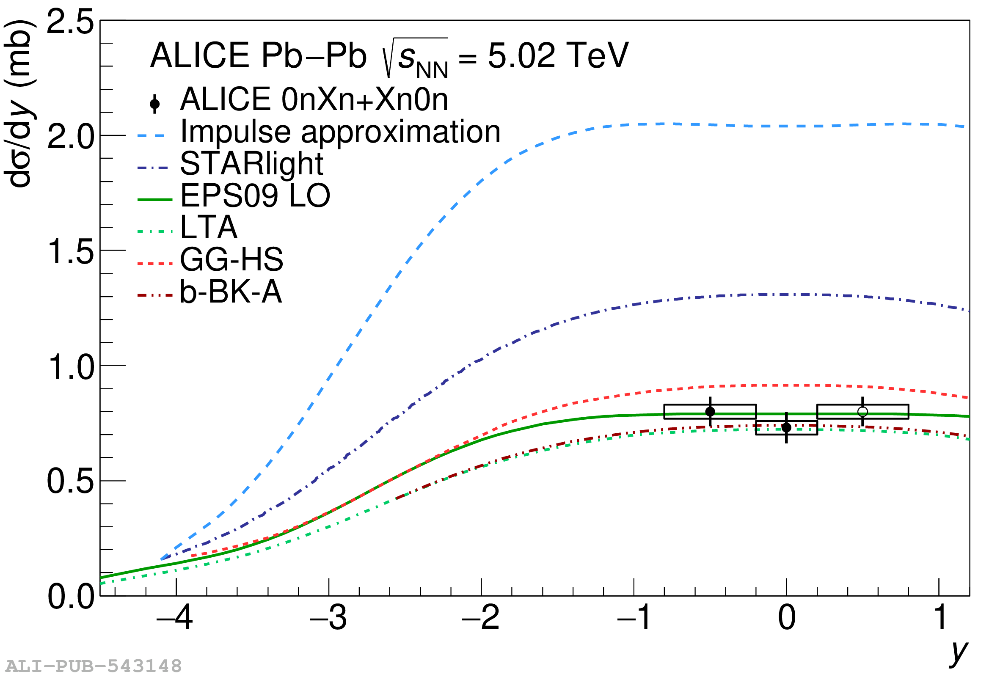 dσ/dy (mb)
2.5
2.0
1.5
1.0
0.5
0.0
ALICE Pb−Pb √sNN = 5.02 TeV
ALICE 0nXn+Xn0n
Impulse approximation
STARlight
EPS09 LO
LTA
GG-HS
b-BK-A
−4 −3 −2 −1 0 1
y
ALI−PUB−543148